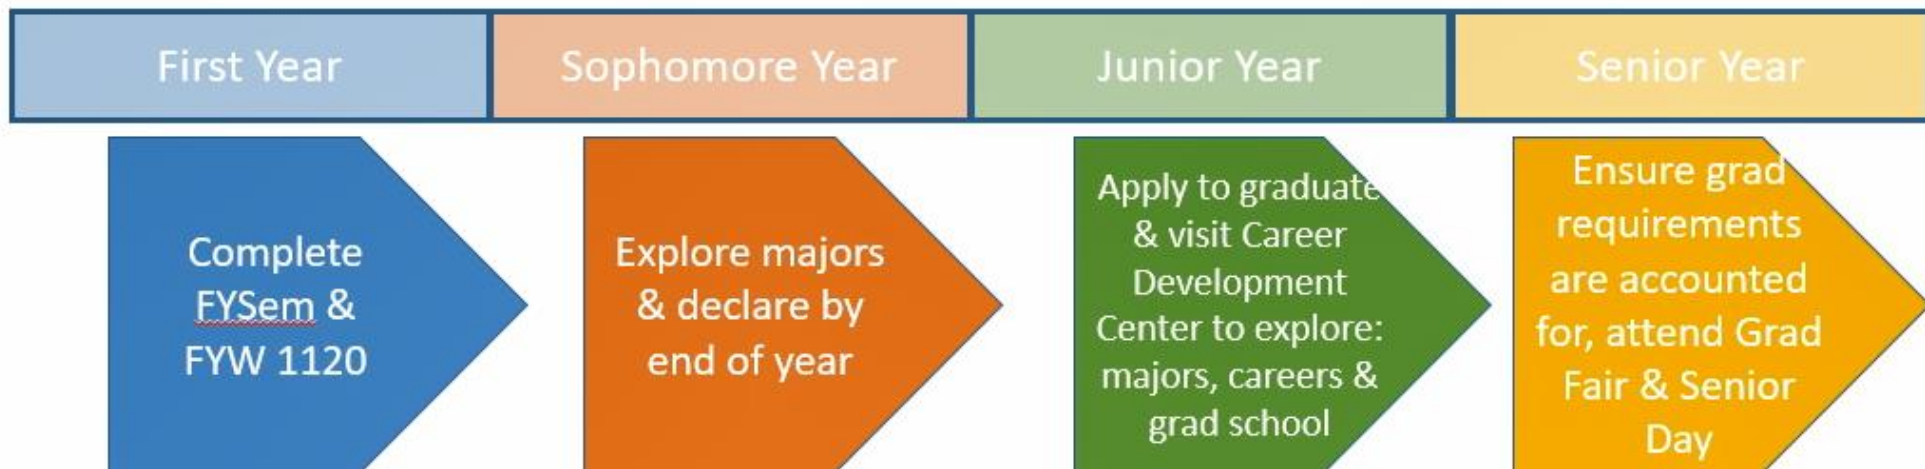 First Year
Sophomore Year
Junior Year
Senior Year
Complete
FYSem &
FYW 1120
Explore majors
& declare by
end of year
Apply to graduate
& visit Career
Development
Center to explore:
majors, careers &
grad school
Ensure grad
requirements
are accounted
for, attend Grad
Fair & Senior
Day